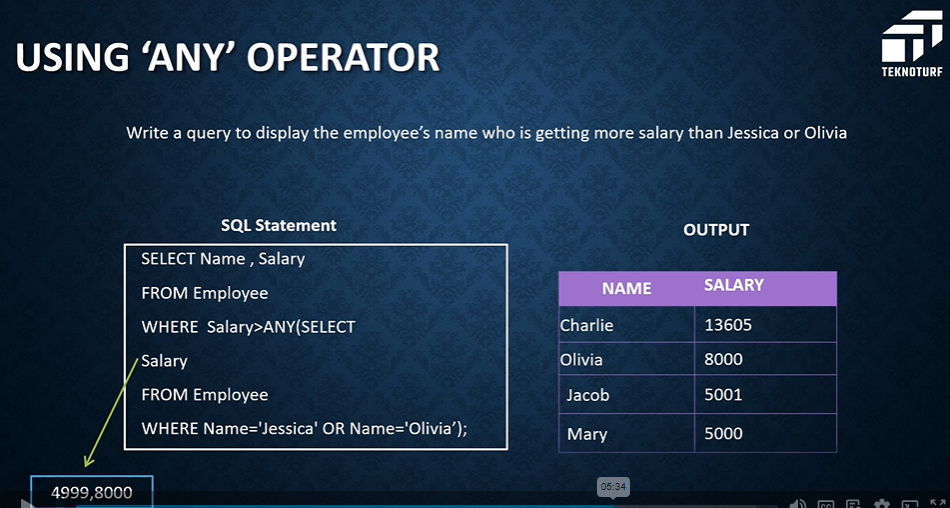 USING ‘ANY’ OPERATOR
TEKNOTURF
Write a query to display the employee’s name who is getting more salary than Jessica or Olivia
SQL Statement
SELECT Name , Salary
FROM Employee
WHERE Salary>ANY(SELECT
Salary
FROM Employee
WHERE Name='Jessica' OR Name='Olivia’);
4999,8000
OUTPUT
NAME SALARY
Charlie 13605
Olivia 8000
Jacob 5001
Mary 5000
05:34
CC